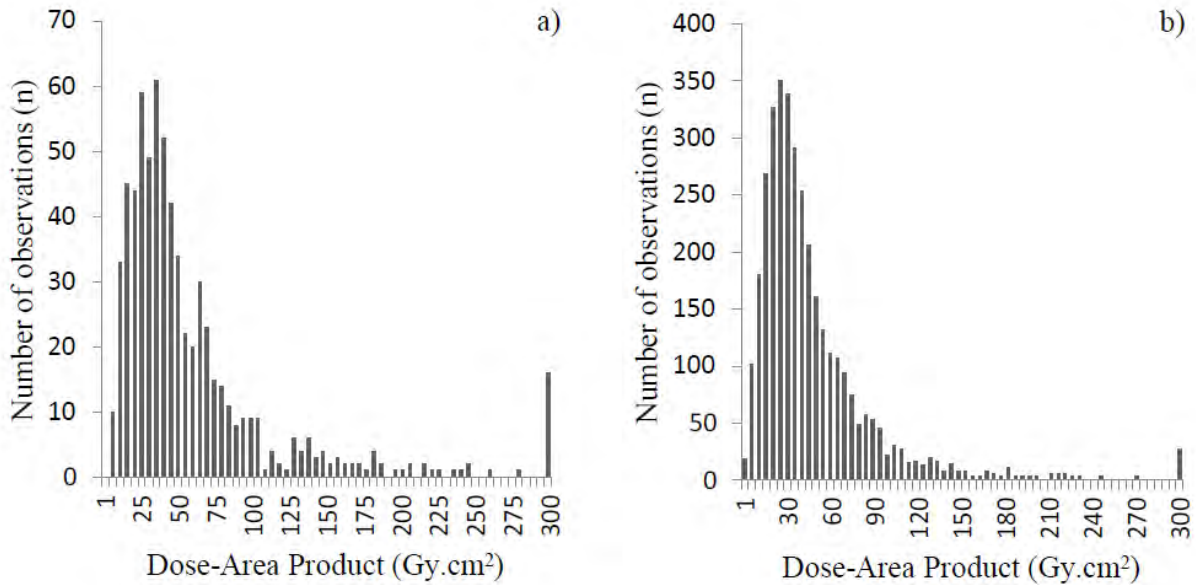 a)
Number of observations (n)
70
60
50
40
30
20
10
0
1 25 50 75 100 125 150 175 200 225 250 275 300
Dose-Area Product (Gy.cm²)
b)
Number of observations (n)
400
350
300
250
200
150
100
50
0
1 30 60 90 120 150 180 210 240 270 300
Dose-Area Product (Gy.cm²)